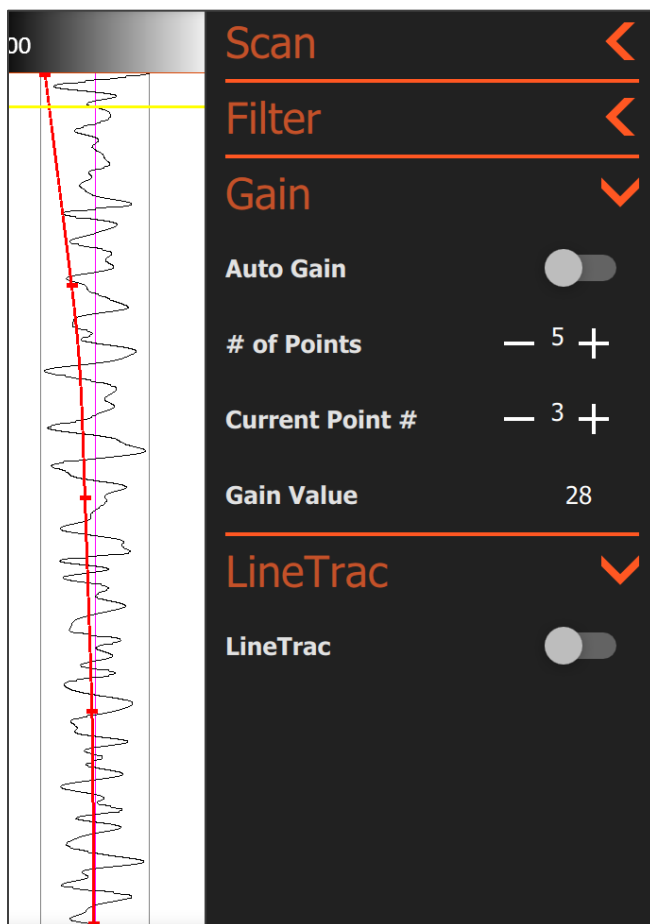 00
Scan
Filter
Gain
Auto Gain
# of Points — 5 +
Current Point # — 3 +
Gain Value 28
LineTrac
LineTrac